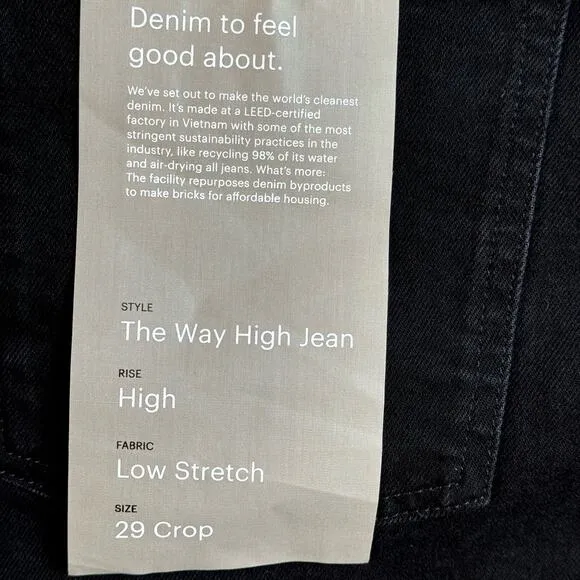 Denim to feel
good about.
We've set out to make the world's cleanest
denim. It's made at a LEED-certified
factory in Vietnam with some of the most
stringent sustainability practices in the
industry, like recycling 98% of its water
and air-drying all jeans. What's more:
The facility repurposes denim byproducts
to make bricks for affordable housing.
STYLE
The Way High Jean
RISE
High
FABRIC
Low Stretch
SIZE
29 Crop